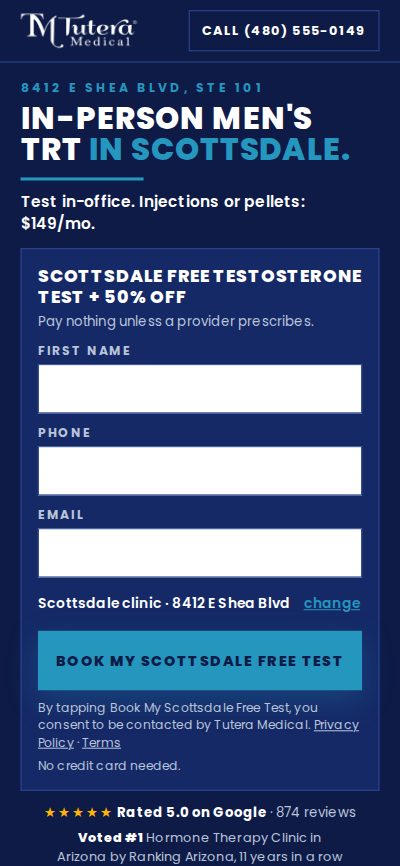 Tutera Medical
CALL (480) 555-0149
8412 E SHEA BLVD, STE 101
IN-PERSON MEN'S
TRT IN SCOTTSDALE.
Test in-office. Injections or pellets:
$149/mo.
SCOTTSDALE FREE TESTOSTERONE
TEST + 50% OFF
Pay nothing unless a provider prescribes.
FIRST NAME
PHONE
EMAIL
Scottsdale clinic · 8412 E Shea Blvd change
BOOK MY SCOTTSDALE FREE TEST
By tapping Book My Scottsdale Free Test, you
consent to be contacted by Tutera Medical. Privacy
Policy · Terms
No credit card needed.
★★★★★ Rated 5.0 on Google · 874 reviews
Voted #1 Hormone Therapy Clinic in
Arizona by Ranking Arizona, 11 years in a row